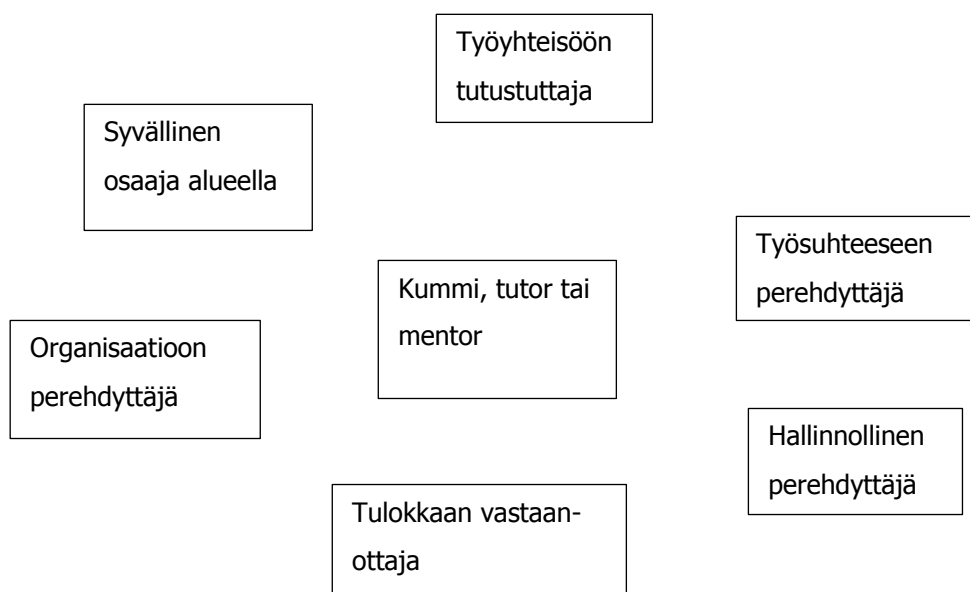 Työyhteisöön
tutustuttaja
Syvällinen
osaaja alueella
Työsuhteeseen
perehdyttäjä
Kummi, tutor tai
mentor
Organisaatioon
perehdyttäjä
Hallinnollinen
perehdyttäjä
Tulokkaan vastaan-
ottaja